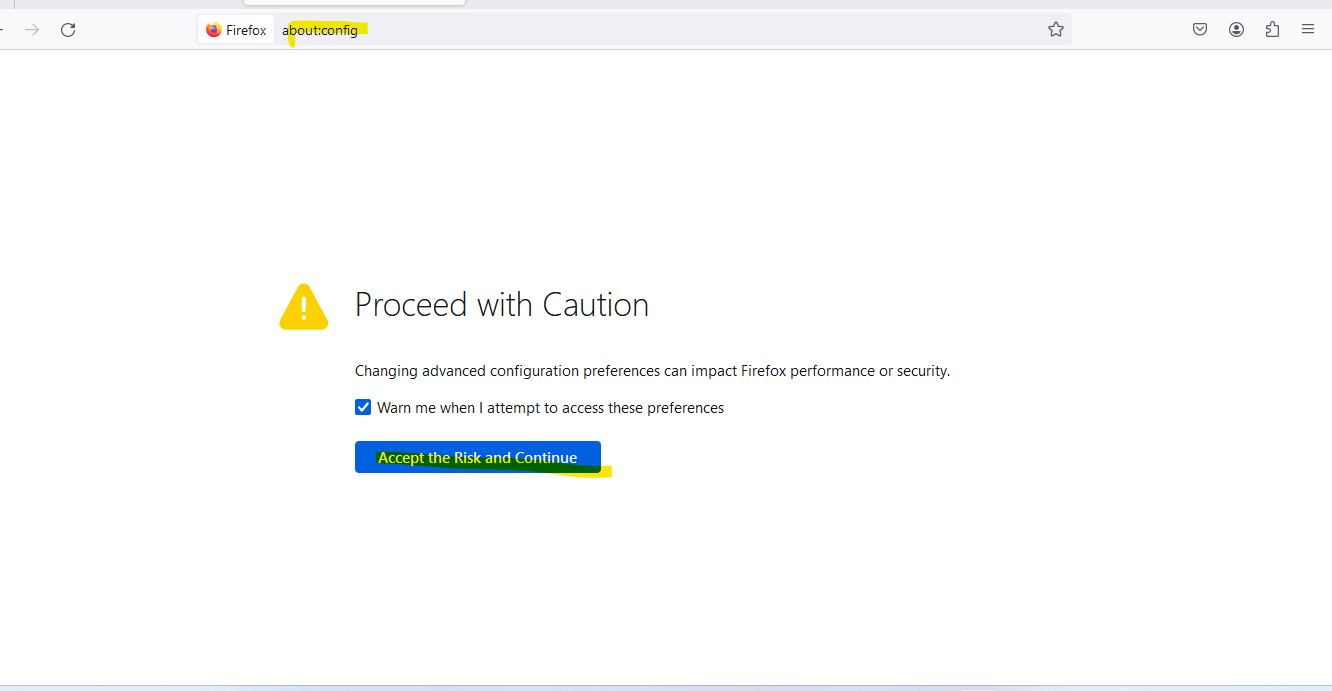 Firefox about:config
Proceed with Caution
Changing advanced configuration preferences can impact Firefox performance or security.
Warn me when I attempt to access these preferences
Accept the Risk and Continue